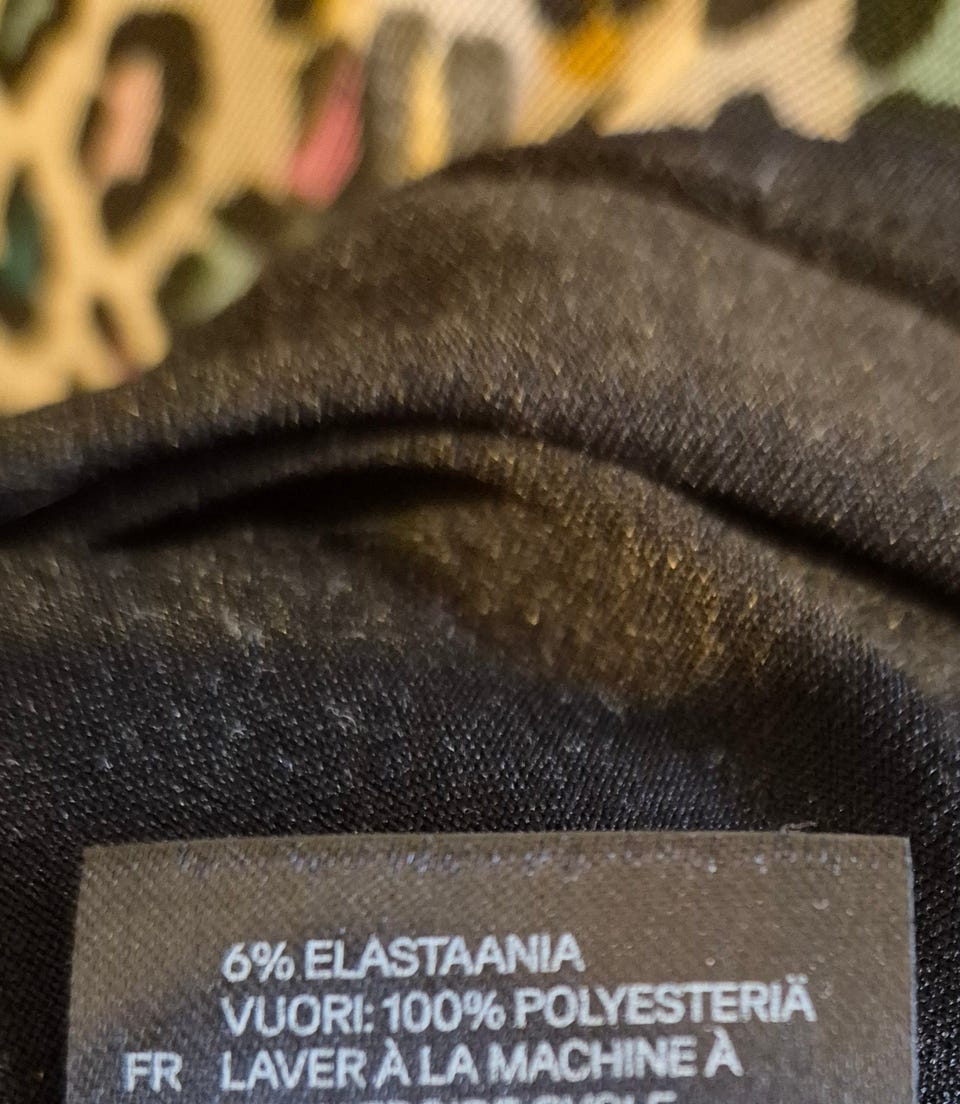 6% ELASTAANIA
VUORI: 100% POLYESTERIÄ
FR LAVER À LA MACHINE À